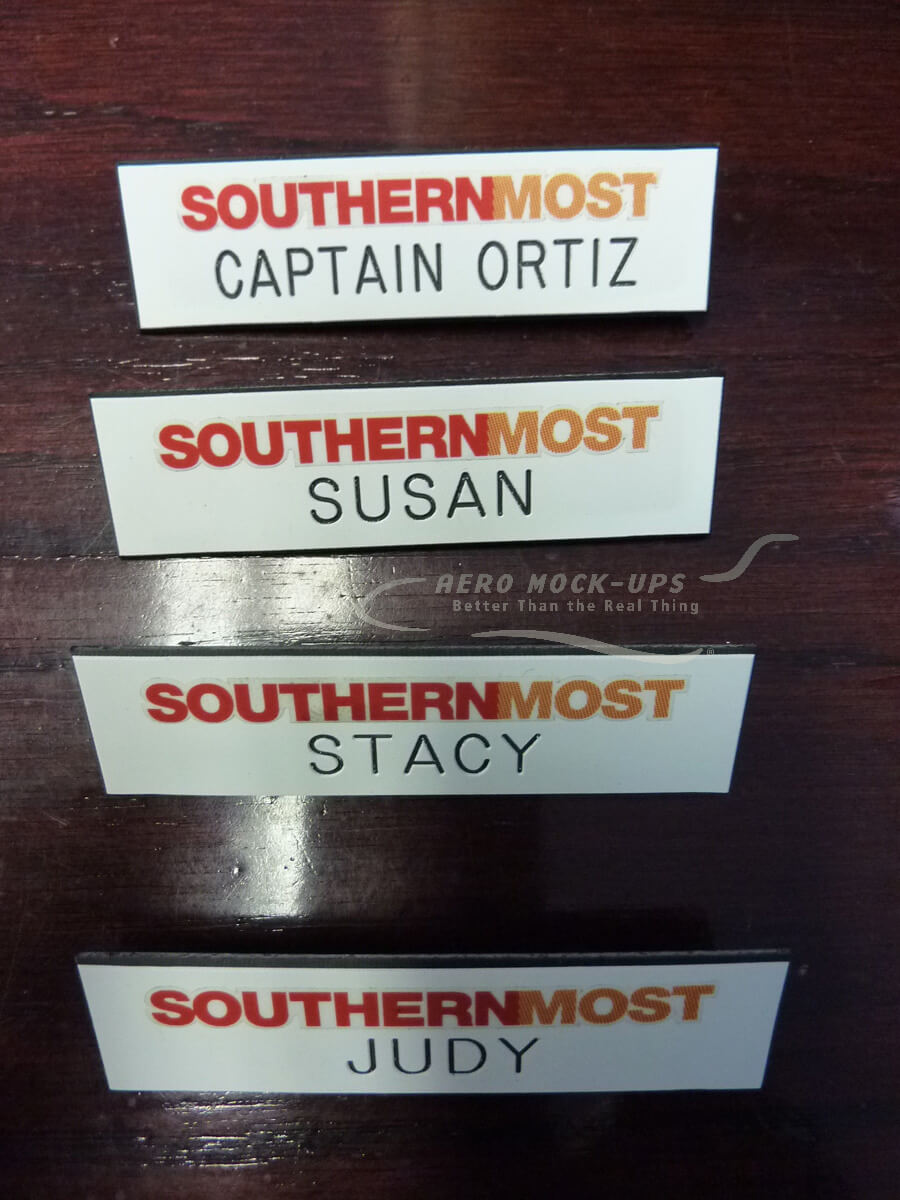 SOUTHERNMOST
CAPTAIN ORTIZ
SOUTHERNMOST
SUSAN
AERO MOCK-UPS
Better Than the Real Thing
®
SOUTHERNMOST
STACY
SOUTHERNMOST
JUDY